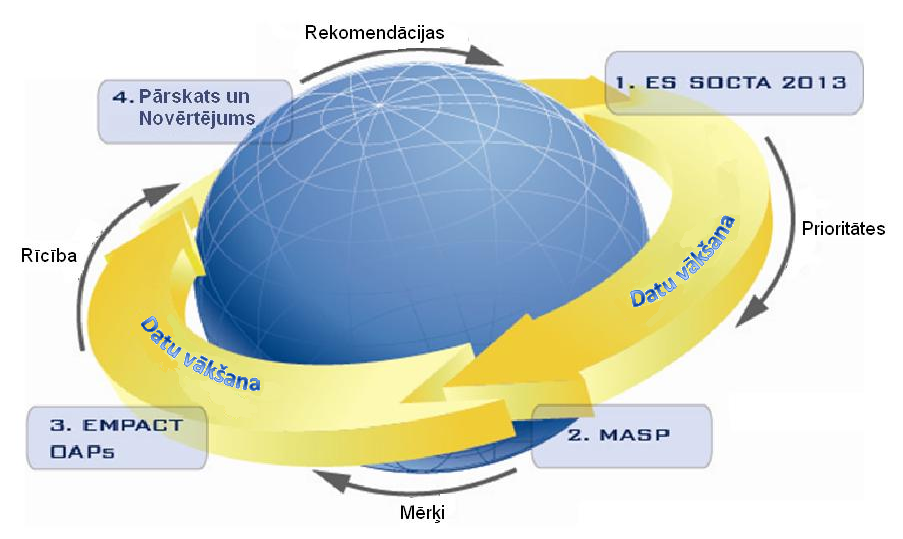 Rekomendācijas
1. ES SOCTA 2013
4. Pārskats un
Novērtējums
Prioritātes
Rīcība
Datu vākšana
Datu vākšana
3. EMPACT
OAPs
2. MASP
Mērķi